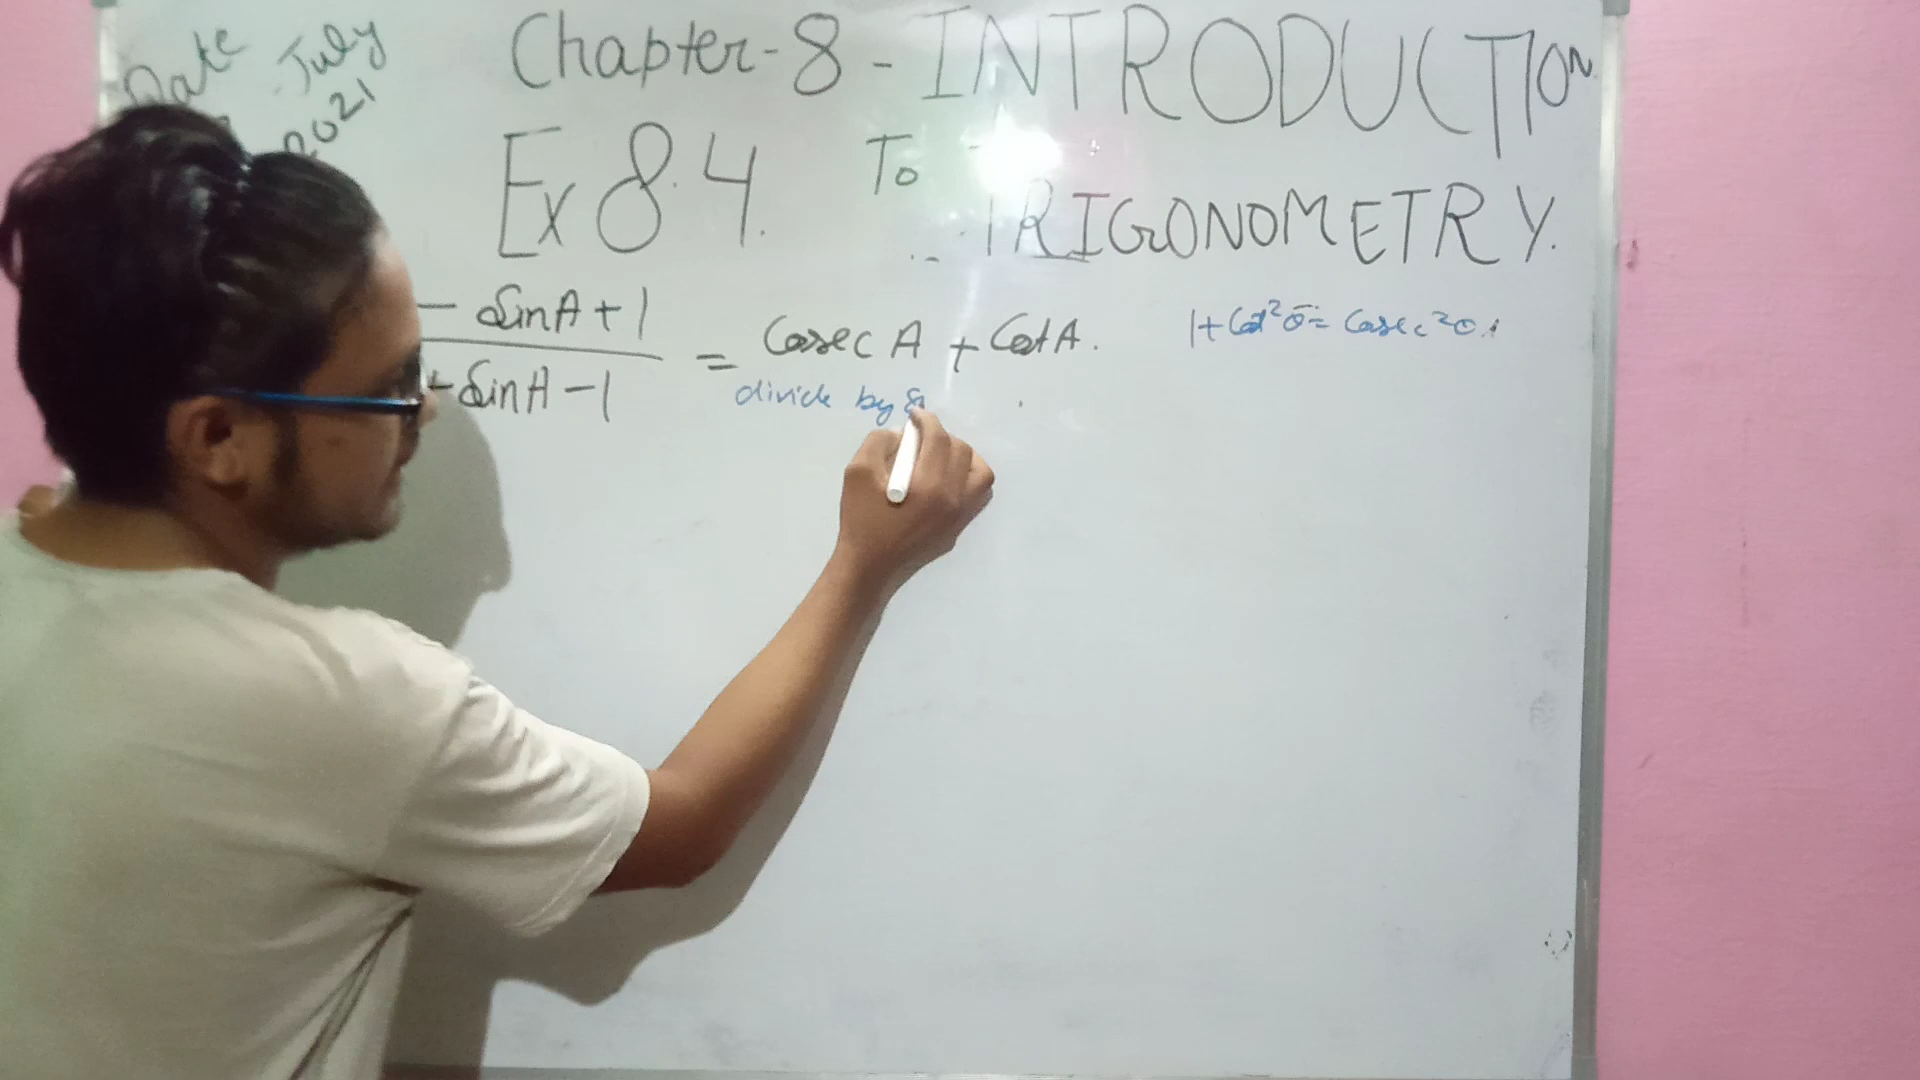 Date
July
2021
Chapter-8 - INTRODUCTION
Ex 8.4. To
TRIGONOMETRY.
- SinA + 1
+ SinA - 1
= Cosec A + Cot A.
1 + Cot²θ = Cosec²θ.
divide by